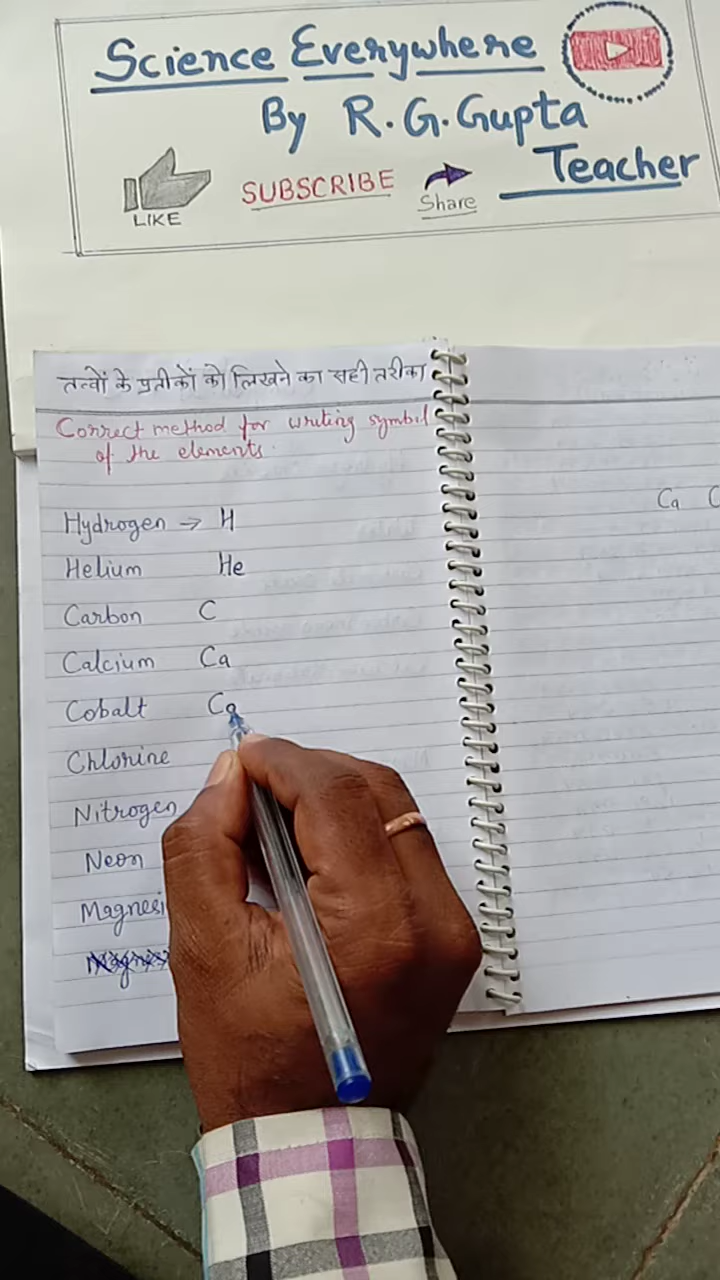 Science Everywhere
By R. G. Gupta
Teacher
LIKE
SUBSCRIBE
Share
तत्वों के प्रतीकों को लिखने का सही तरीका
Correct method for writing symbol
of the elements.
Hydrogen → H
Helium He
Carbon C
Calcium Ca
Cobalt Co
Chlorine
Nitrogen
Neon
Magnesi
Ca C